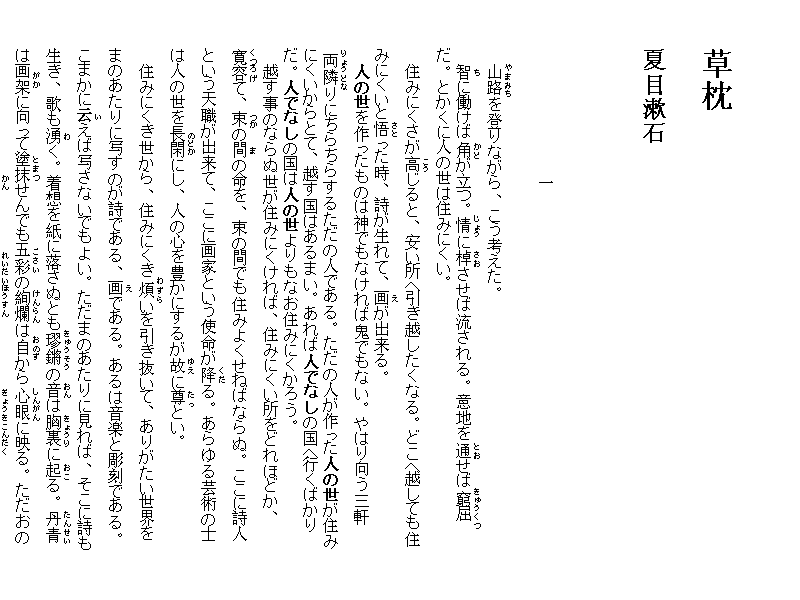 草枕
夏目漱石
一
山路を登りながら、こう考えた。
智に働けば角が立つ。情に棹させば流される。意地を通せば窮屈
だ。とかくに人の世は住みにくい。
住みにくさが高じると、安い所へ引き越したくなる。どこへ越しても住
みにくいと悟った時、詩が生れて、画が出来る。
人の世を作ったものは神でもなければ鬼でもない。やはり向う三軒
両隣りにちらちらするただの人である。ただの人が作った人の世が住み
にくいからとて、越す国はあるまい。あれば人でなしの国へ行くばかり
だ。人でなしの国は人の世よりもなお住みにくかろう。
越す事のならぬ世が住みにくければ、住みにくい所をどれほどか、
寛容て、束の間の命を、束の間でも住みよくせねばならぬ。ここに詩人
という天職が出来て、ここに画家という使命が降る。あらゆる芸術の士
は人の世を長閑にし、人の心を豊かにするが故に尊とい。
住みにくき世から、住みにくき煩いを引き抜いて、ありがたい世界を
まのあたりに写すのが詩である、画である。あるは音楽と彫刻である。
こまかに云えば写さないでもよい。ただまのあたりに見れば、そこに詩も
生き、歌も湧く。着想を紙に落さぬとも璆鏘の音は胸裏に起る。丹青
は画架に向って塗抹せんでも五彩の絢爛は自から心眼に映る。ただおの